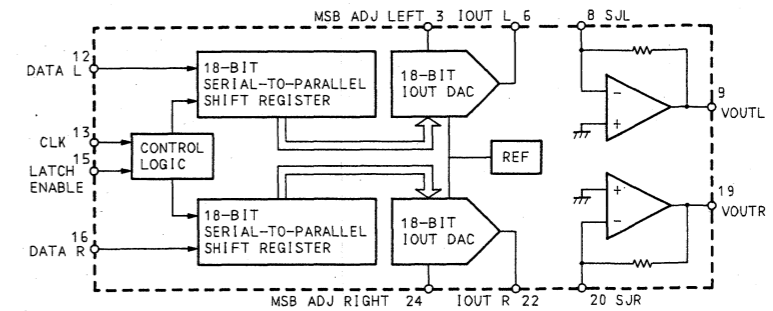 MSB ADJ LEFT 3 IOUT L 6 8 SJL
12
DATA L
18-BIT
SERIAL-TO-PARALLEL
SHIFT REGISTER
18-BIT
IOUT DAC
-
+
9
VOUTL
CLK 13
15
LATCH
ENABLE
CONTROL
LOGIC
REF
16
DATA R
18-BIT
SERIAL-TO-PARALLEL
SHIFT REGISTER
18-BIT
IOUT DAC
+
-
19
VOUTR
MSB ADJ RIGHT 24 IOUT R 22 20 SJR